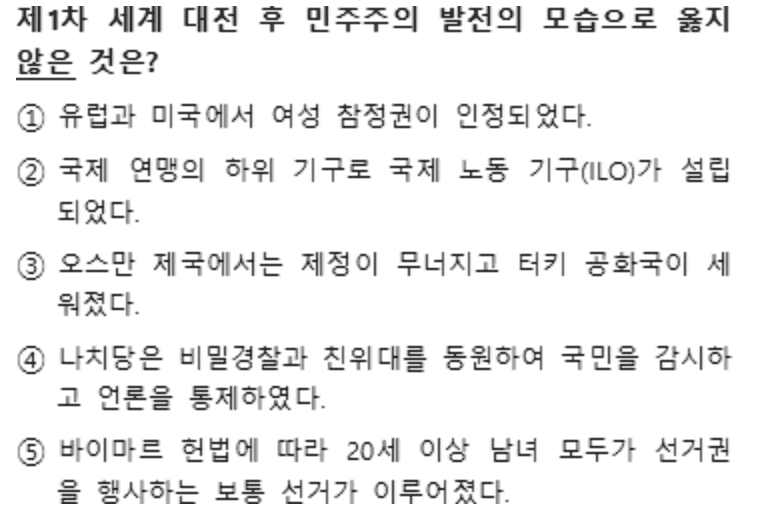 제1차 세계 대전 후 민주주의 발전의 모습으로 옳지
않은 것은?
① 유럽과 미국에서 여성 참정권이 인정되었다.
② 국제 연맹의 하위 기구로 국제 노동 기구(ILO)가 설립
되었다.
③ 오스만 제국에서는 제정이 무너지고 터키 공화국이 세
워졌다.
④ 나치당은 비밀경찰과 친위대를 동원하여 국민을 감시하
고 언론을 통제하였다.
⑤ 바이마르 헌법에 따라 20세 이상 남녀 모두가 선거권
을 행사하는 보통 선거가 이루어졌다.